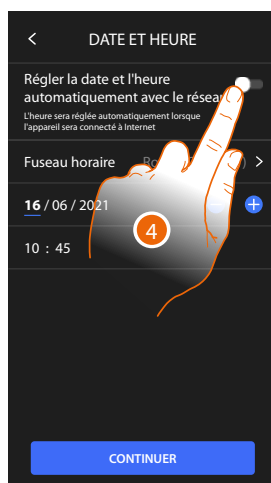 DATE ET HEURE
Régler la date et l'heure
automatiquement avec le résea
L'heure sera réglée automatiquement lorsque
l'appareil sera connecté à Internet
Fuseau horaire
16 / 06 / 2021
10 : 45
4
CONTINUER